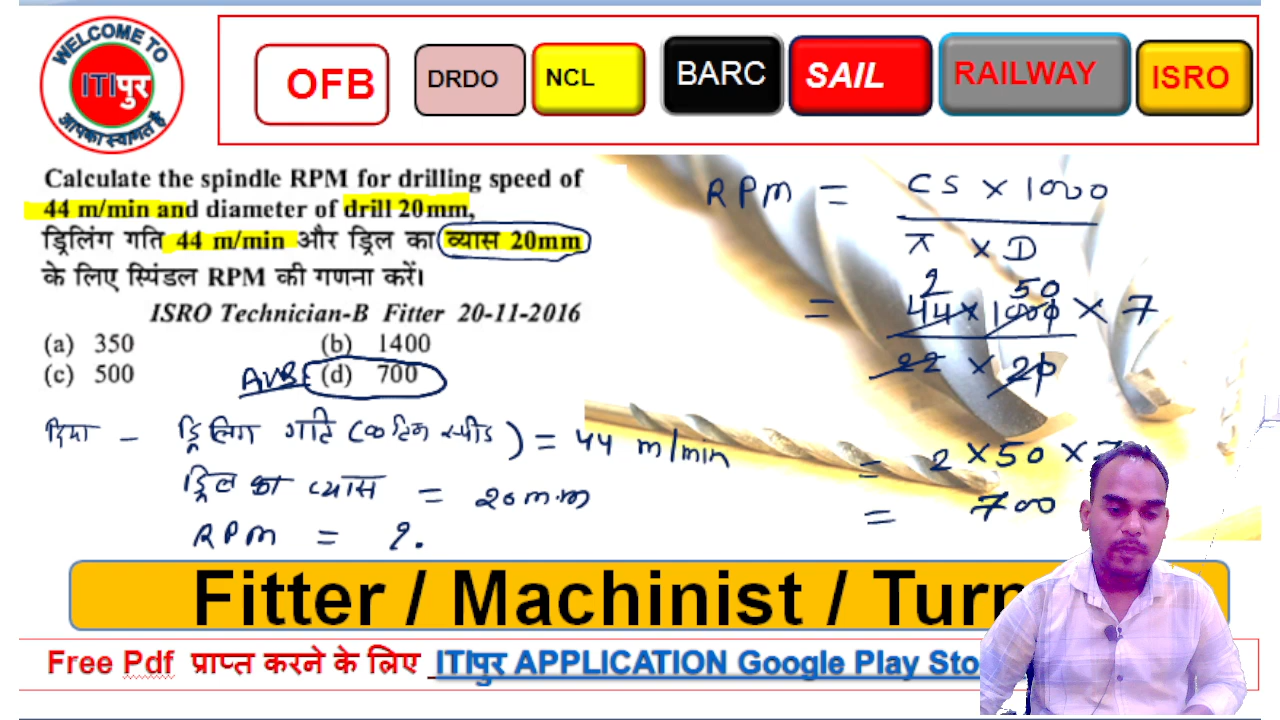 WELCOME TO
ITIपुर
आपका स्वागत है
OFB
DRDO
NCL
BARC
SAIL
RAILWAY
ISRO
Calculate the spindle RPM for drilling speed of
44 m/min and diameter of drill 20mm,
ड्रिलिंग गति 44 m/min और ड्रिल का व्यास 20mm
के लिए स्पिंडल RPM की गणना करें।
ISRO Technician-B Fitter 20-11-2016
(a) 350 (b) 1400
(c) 500 (d) 700
दिया - ड्रिलिंग गति (कटिंग स्पीड) = 44 m/min
ड्रिल का व्यास = 20m.m
RPM = ?.
RPM = CS × 1000
π × D
2 50
= 44 × 1000 × 7
22 × 20
= 2 × 50 × 7
= 700
Fitter / Machinist / Turn
Free Pdf प्राप्त करने के लिए ITIपुर APPLICATION Google Play Sto